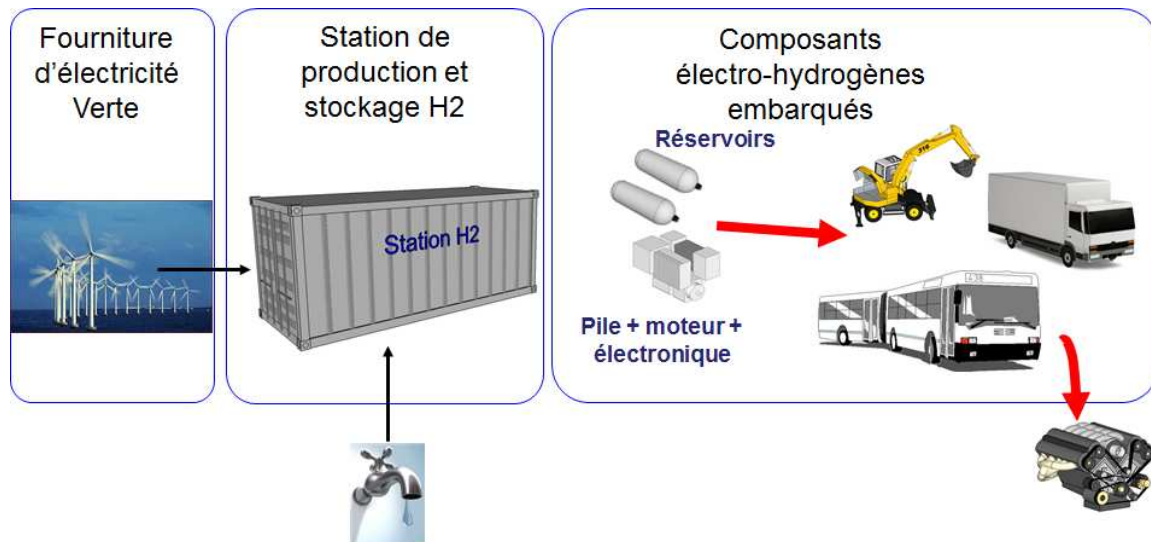 Fourniture
d’électricité
Verte
Station de
production et
stockage H2
Station H2
Composants
électro-hydrogènes
embarqués
Réservoirs
Pile + moteur +
électronique